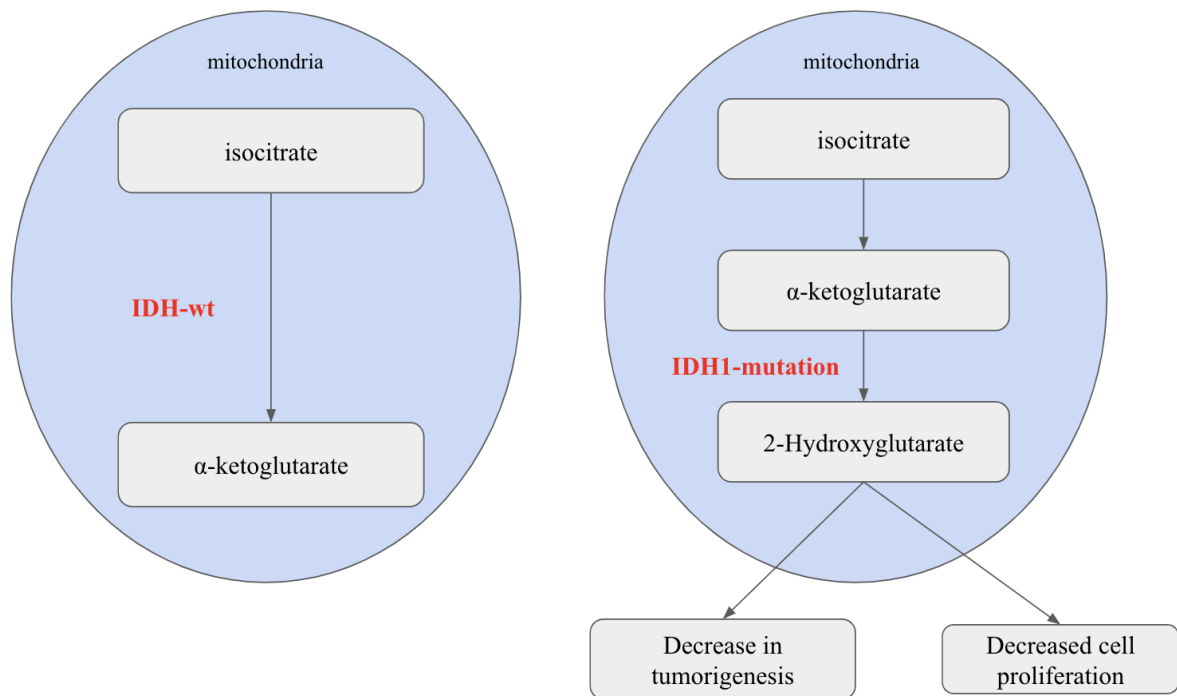 mitochondria
isocitrate
IDH-wt
α-ketoglutarate
mitochondria
isocitrate
α-ketoglutarate
IDH1-mutation
2-Hydroxyglutarate
Decrease in
tumorigenesis
Decreased cell
proliferation